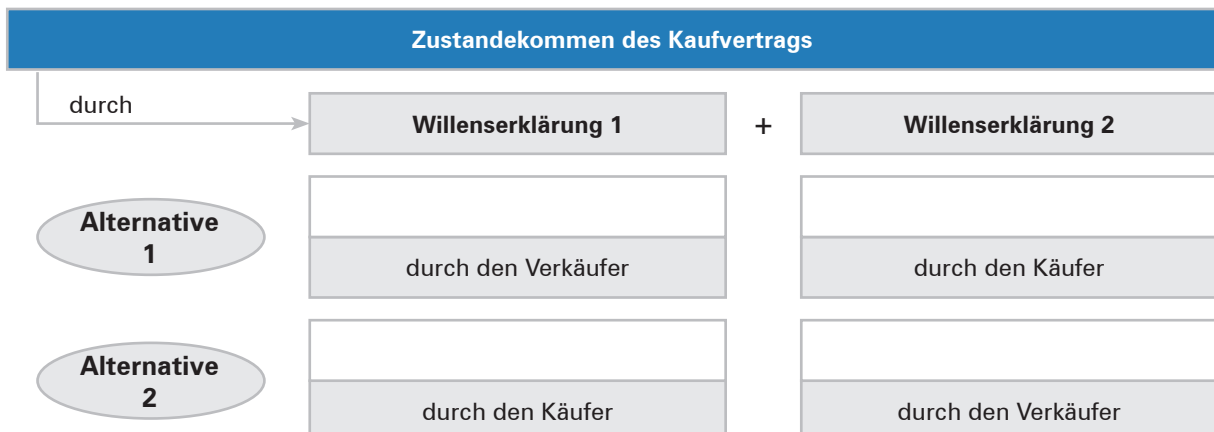 Zustandekommen des Kaufvertrags
durch
Willenserklärung 1 + Willenserklärung 2
Alternative
1
durch den Verkäufer
durch den Käufer
Alternative
2
durch den Käufer
durch den Verkäufer